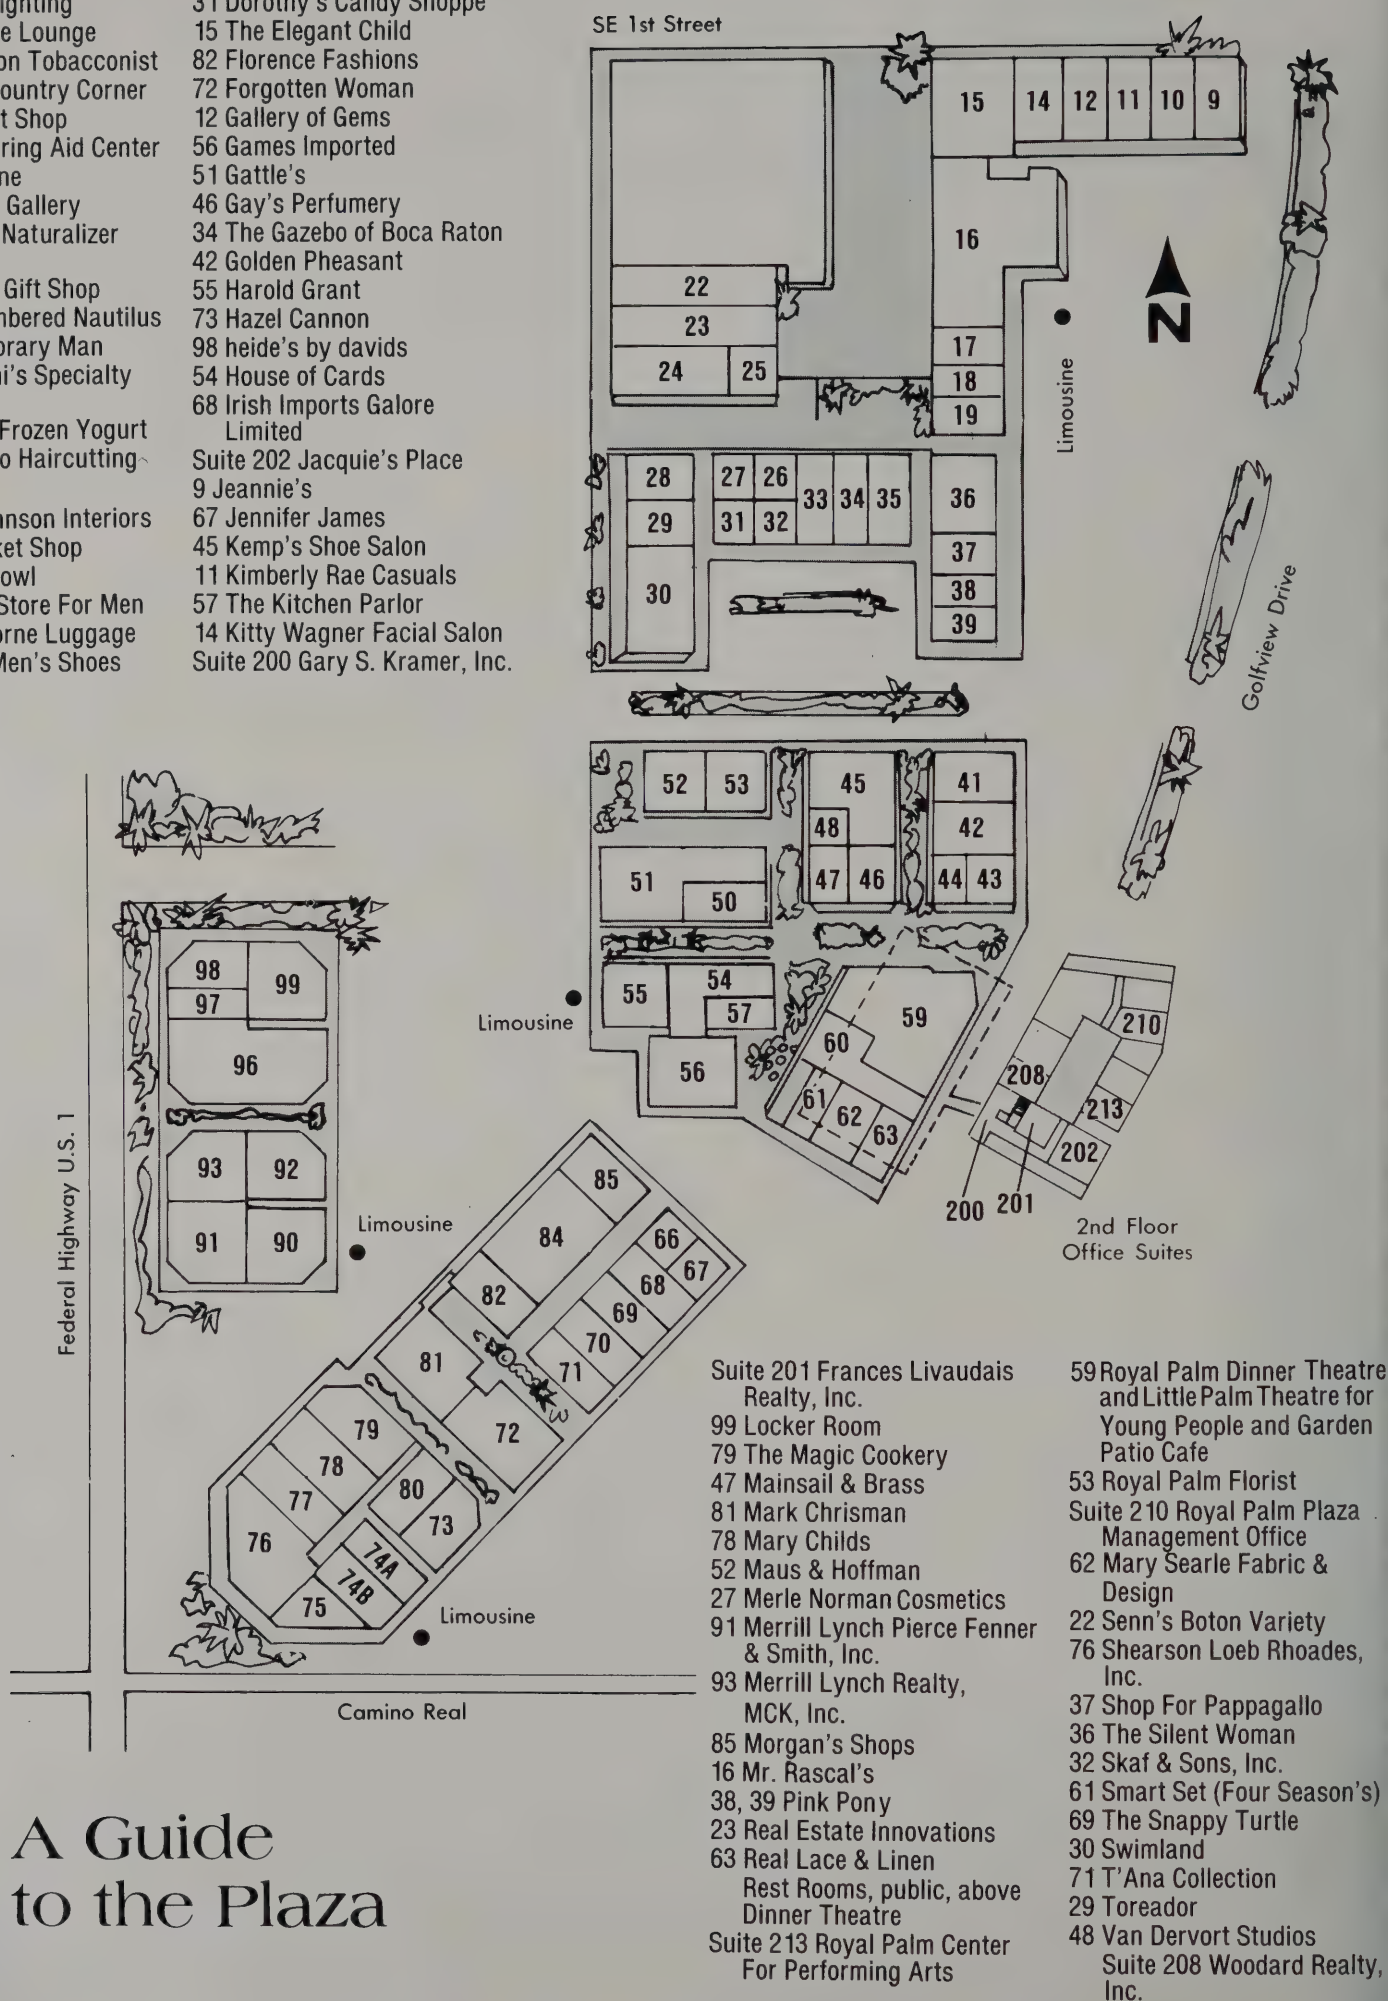 ghting
e Lounge
on Tobacconist
ountry Corner
t Shop
ring Aid Center
ne
Gallery
Naturalizer
Gift Shop
nbered Nautilus
orary Man
ni's Specialty
Frozen Yogurt
o Haircutting
anson Interiors
ket Shop
owl
Store For Men
orne Luggage
Men's Shoes
31 Dorothy's Candy Shoppe
15 The Elegant Child
82 Florence Fashions
72 Forgotten Woman
12 Gallery of Gems
56 Games Imported
51 Gattle's
46 Gay's Perfumery
34 The Gazebo of Boca Raton
42 Golden Pheasant
55 Harold Grant
73 Hazel Cannon
98 heide's by davids
54 House of Cards
68 Irish Imports Galore
Limited
Suite 202 Jacquie's Place
9 Jeannie's
67 Jennifer James
45 Kemp's Shoe Salon
11 Kimberly Rae Casuals
57 The Kitchen Parlor
14 Kitty Wagner Facial Salon
Suite 200 Gary S. Kramer, Inc.
SE 1st Street
15 14 12 11 10 9
16
22
23
24 25
17
18
19
Limousine
N
28 27 26 33 34 35 36
29 31 32
37
30
38
39
Golfview Drive
52 53 45 41
48 42
51 50 47 46 44 43
55 54 57 59
Limousine
60
56
61 62 63
210
208
213
202
200 201
2nd Floor
Office Suites
98 99
97
96
93 92
91 90
Limousine
Federal Highway U.S. 1
85
84
66
67
68
82
69
70
81 71
72
79
78
80
77
73
76
74A
74B
75
Limousine
Camino Real
A Guide
to the Plaza
Suite 201 Frances Livaudais
Realty, Inc.
99 Locker Room
79 The Magic Cookery
47 Mainsail & Brass
81 Mark Chrisman
78 Mary Childs
52 Maus & Hoffman
27 Merle Norman Cosmetics
91 Merrill Lynch Pierce Fenner
& Smith, Inc.
93 Merrill Lynch Realty,
MCK, Inc.
85 Morgan's Shops
16 Mr. Rascal's
38, 39 Pink Pony
23 Real Estate Innovations
63 Real Lace & Linen
Rest Rooms, public, above
Dinner Theatre
Suite 213 Royal Palm Center
For Performing Arts
59 Royal Palm Dinner Theatre
and Little Palm Theatre for
Young People and Garden
Patio Cafe
53 Royal Palm Florist
Suite 210 Royal Palm Plaza
Management Office
62 Mary Searle Fabric &
Design
22 Senn's Boton Variety
76 Shearson Loeb Rhoades,
Inc.
37 Shop For Pappagallo
36 The Silent Woman
32 Skaf & Sons, Inc.
61 Smart Set (Four Season's)
69 The Snappy Turtle
30 Swimland
71 T'Ana Collection
29 Toreador
48 Van Dervort Studios
Suite 208 Woodard Realty,
Inc.